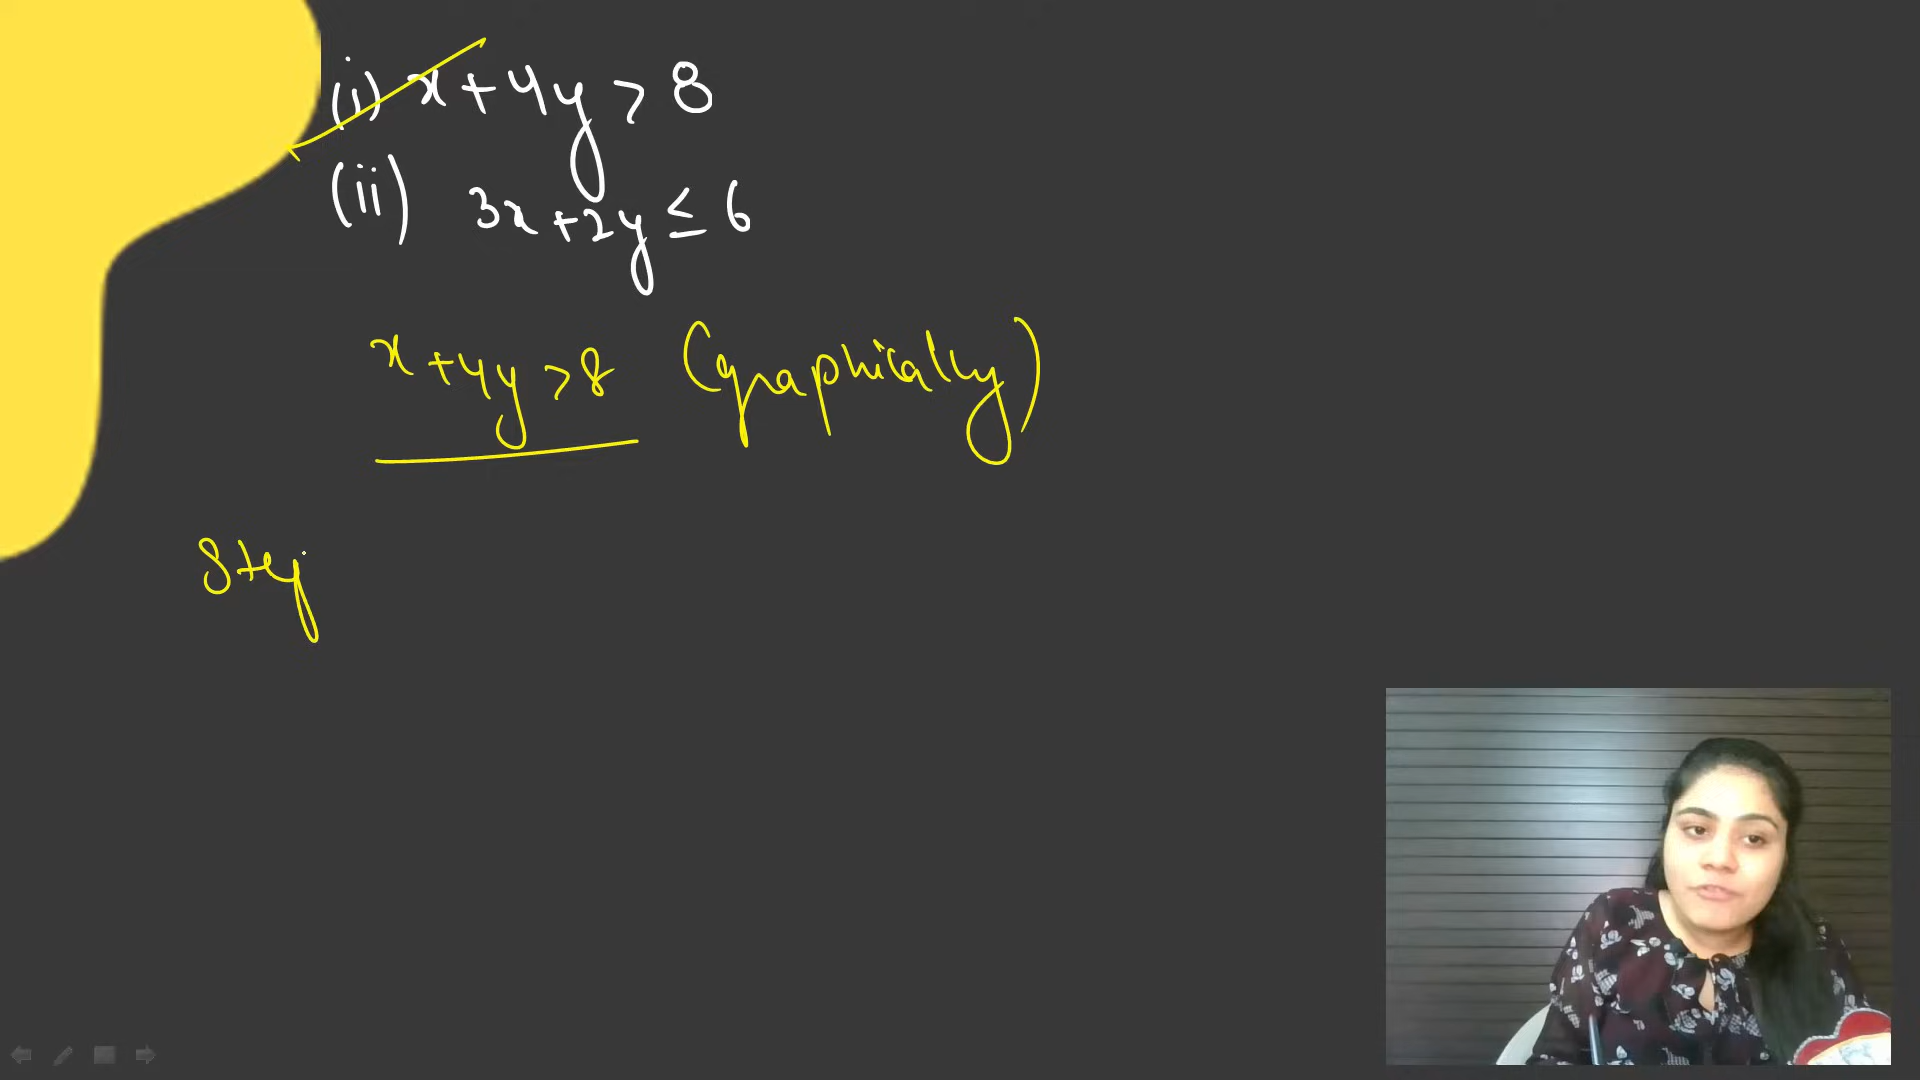 (i) x+4y > 8
(ii) 3x+2y ≤ 6
x+4y > 8 (graphically)
Step